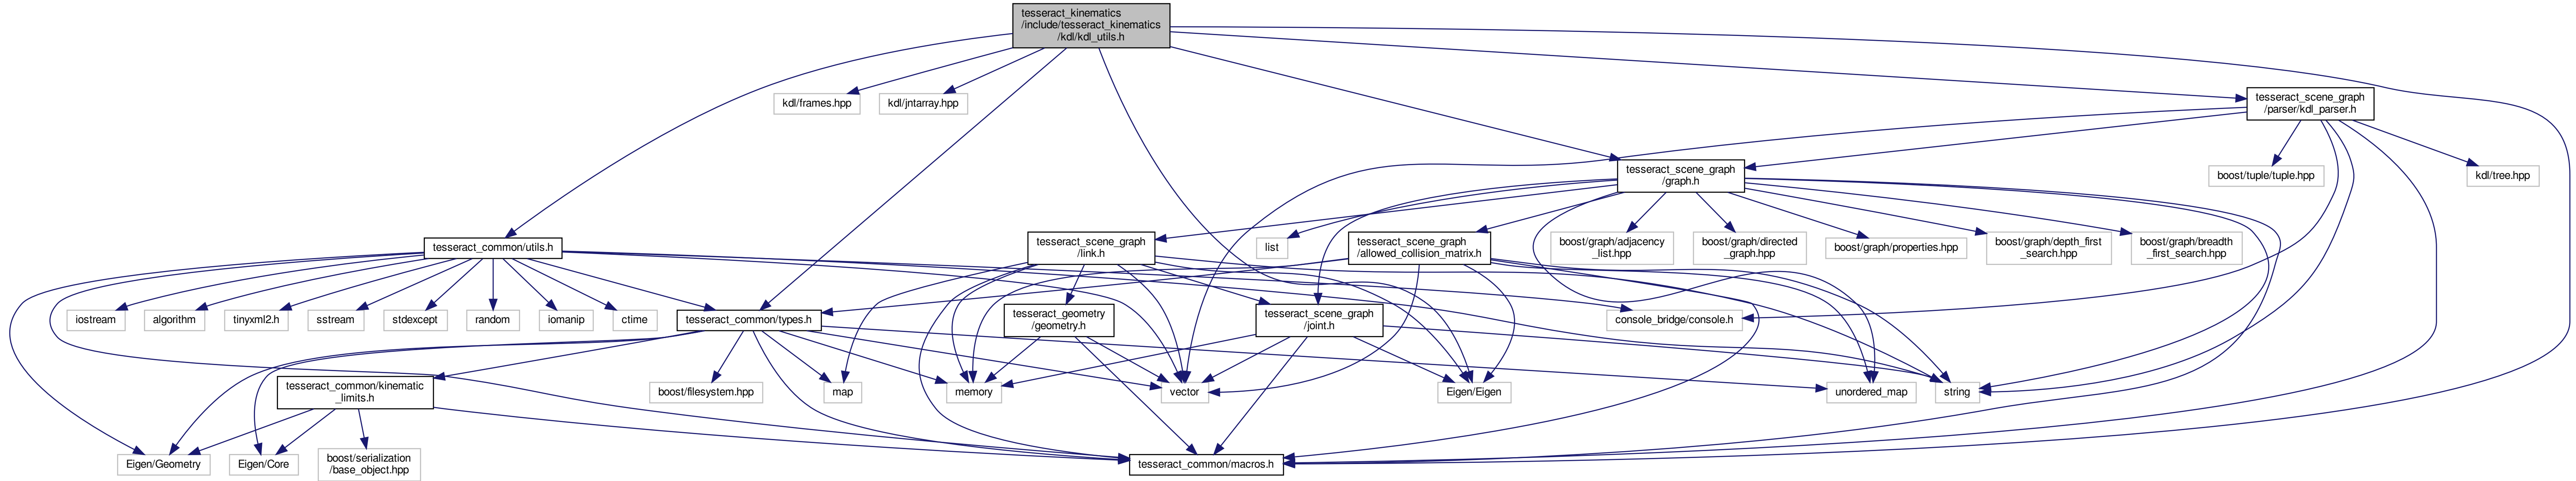 tesseract_kinematics
/include/tesseract_kinematics
/kdl/kdl_utils.h
kdl/frames.hpp
kdl/jntarray.hpp
tesseract_scene_graph
/parser/kdl_parser.h
tesseract_scene_graph
/graph.h
boost/tuple/tuple.hpp
kdl/tree.hpp
tesseract_common/utils.h
tesseract_scene_graph
/link.h
list
tesseract_scene_graph
/allowed_collision_matrix.h
boost/graph/adjacency
_list.hpp
boost/graph/directed
_graph.hpp
boost/graph/properties.hpp
boost/graph/depth_first
_search.hpp
boost/graph/breadth
_first_search.hpp
iostream
algorithm
tinyxml2.h
sstream
stdexcept
random
iomanip
ctime
tesseract_common/types.h
tesseract_geometry
/geometry.h
tesseract_scene_graph
/joint.h
console_bridge/console.h
tesseract_common/kinematic
_limits.h
boost/filesystem.hpp
map
memory
vector
Eigen/Eigen
unordered_map
string
Eigen/Geometry
Eigen/Core
boost/serialization
/base_object.hpp
tesseract_common/macros.h